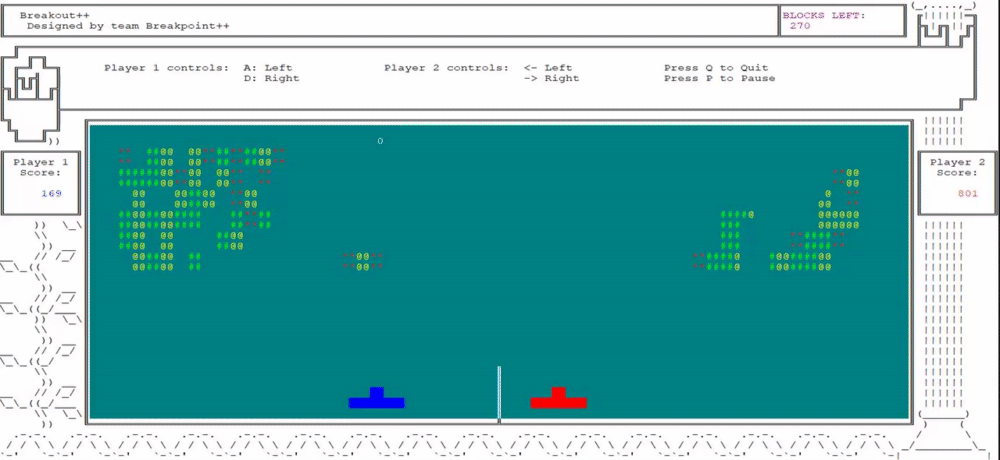 Breakout++
Designed by team Breakpoint++
BLOCKS LEFT:
270
Player 1 controls: A: Left
D: Right
Player 2 controls: <- Left
-> Right
Press Q to Quit
Press P to Pause
Player 1
Score:
169
Player 2
Score:
801